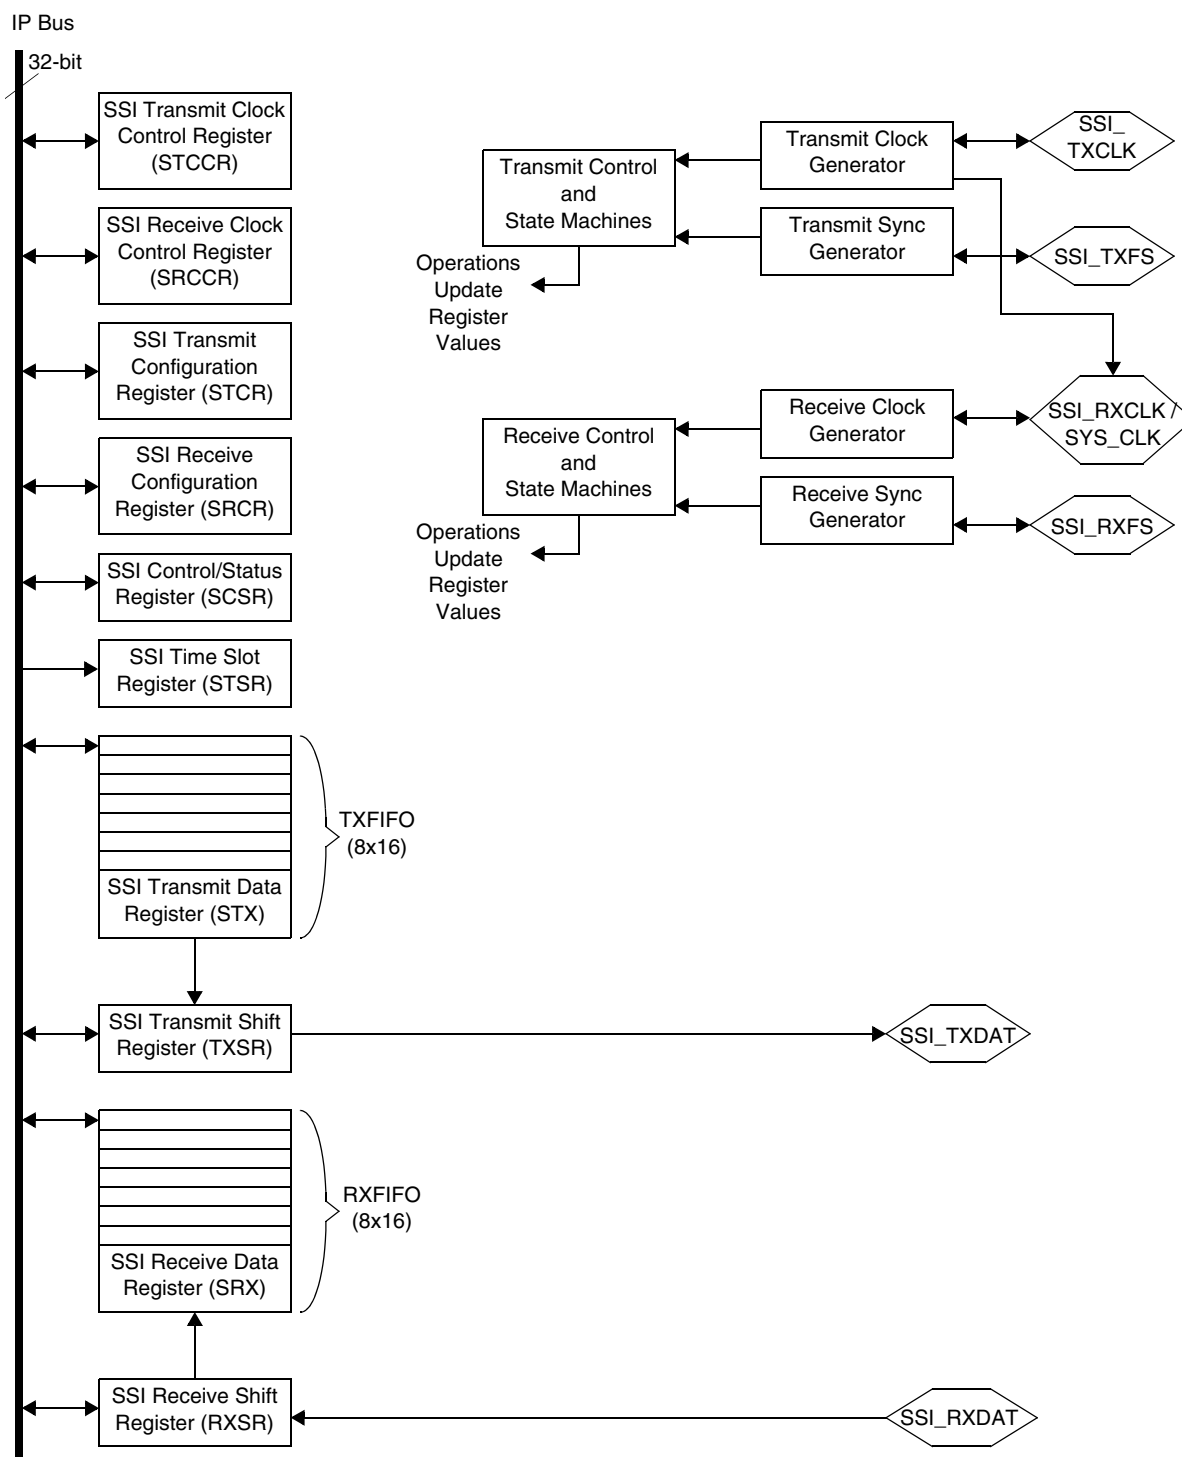 IP Bus
32-bit
SSI Transmit Clock
Control Register
(STCCR)
SSI Receive Clock
Control Register
(SRCCR)
SSI Transmit
Configuration
Register (STCR)
SSI Receive
Configuration
Register (SRCR)
SSI Control/Status
Register (SCSR)
SSI Time Slot
Register (STSR)
Transmit Control
and
State Machines
Operations
Update
Register
Values
Transmit Clock
Generator
Transmit Sync
Generator
SSI_
TXCLK
SSI_TXFS
Receive Control
and
State Machines
Operations
Update
Register
Values
Receive Clock
Generator
Receive Sync
Generator
SSI_RXCLK /
SYS_CLK
SSI_RXFS
TXFIFO
(8x16)
SSI Transmit Data
Register (STX)
SSI Transmit Shift
Register (TXSR)
SSI_TXDAT
RXFIFO
(8x16)
SSI Receive Data
Register (SRX)
SSI Receive Shift
Register (RXSR)
SSI_RXDAT